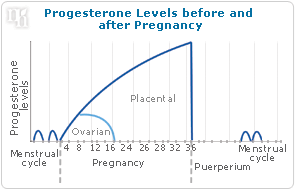 Progesterone Levels before and
after Pregnancy
Progesterone
levels
Placental
Ovarian
4 8 12 16 20 24 28 32 36
Menstrual
cycle
Pregnancy
Puerperium
Menstrual
cycle